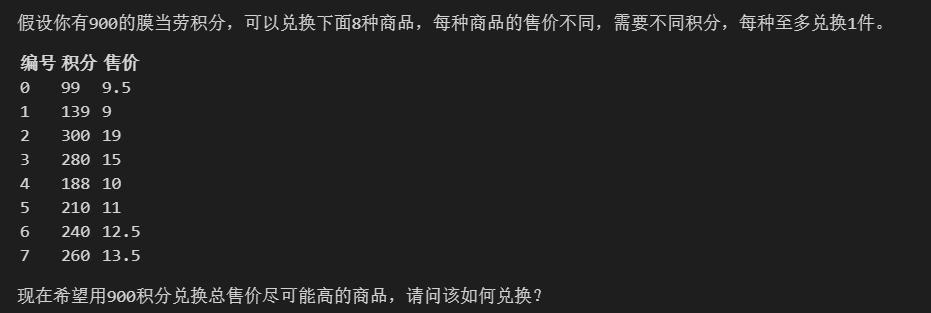 假设你有900的膜当劳积分，可以兑换下面8种商品，每种商品的售价不同，需要不同积分，每种至多兑换1件。
编号 积分 售价
0 99 9.5
1 139 9
2 300 19
3 280 15
4 188 10
5 210 11
6 240 12.5
7 260 13.5
现在希望用900积分兑换总售价尽可能高的商品，请问该如何兑换？